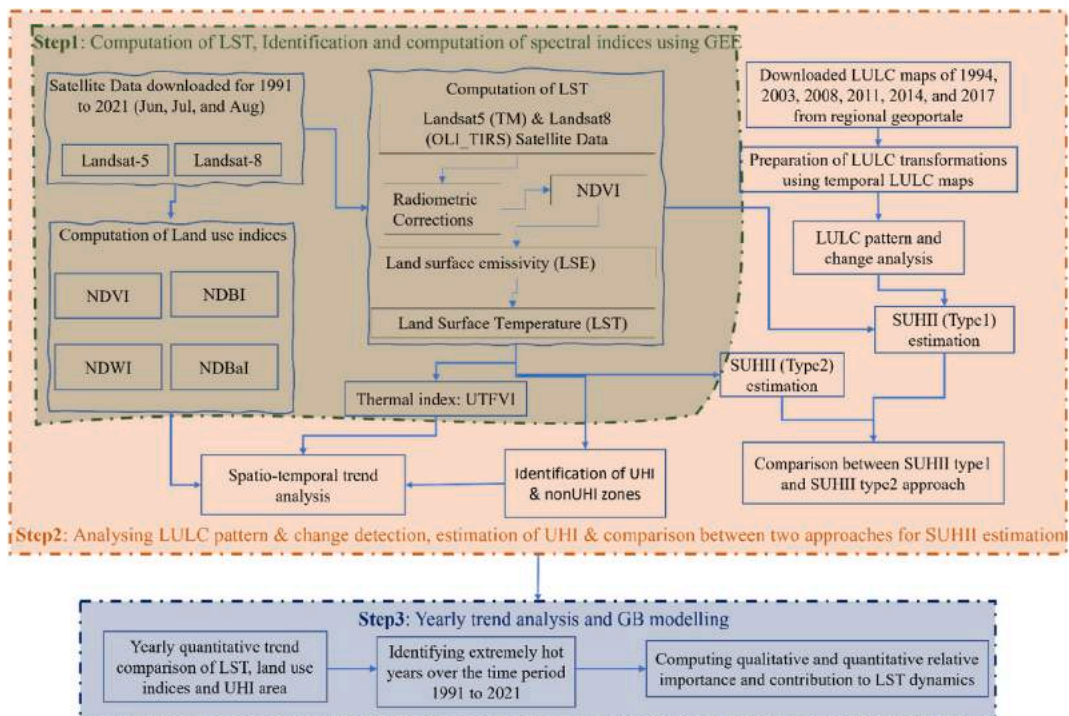 Step1: Computation of LST, Identification and computation of spectral indices using GEE
Satellite Data downloaded for 1991
to 2021 (Jun, Jul, and Aug)
Landsat-5
Landsat-8
Computation of Land use indices
NDVI
NDBI
NDWI
NDBaI
Computation of LST
Landsat5 (TM) & Landsat8
(OLI_TIRS) Satellite Data
Radiometric
Corrections
NDVI
Land surface emissivity (LSE)
Land Surface Temperature (LST)
Thermal index: UTFVI
Downloaded LULC maps of 1994,
2003, 2008, 2011, 2014, and 2017
from regional geoportale
Preparation of LULC transformations
using temporal LULC maps
LULC pattern and
change analysis
SUHII (Type1)
estimation
SUHII (Type2)
estimation
Spatio-temporal trend
analysis
Identification of UHI
& nonUHI zones
Comparison between SUHII type1
and SUHII type2 approach
Step2: Analysing LULC pattern & change detection, estimation of UHI & comparison between two approaches for SUHII estimation
Step3: Yearly trend analysis and GB modelling
Yearly quantitative trend
comparison of LST, land use
indices and UHI area
Identifying extremely hot
years over the time period
1991 to 2021
Computing qualitative and quantitative relative
importance and contribution to LST dynamics